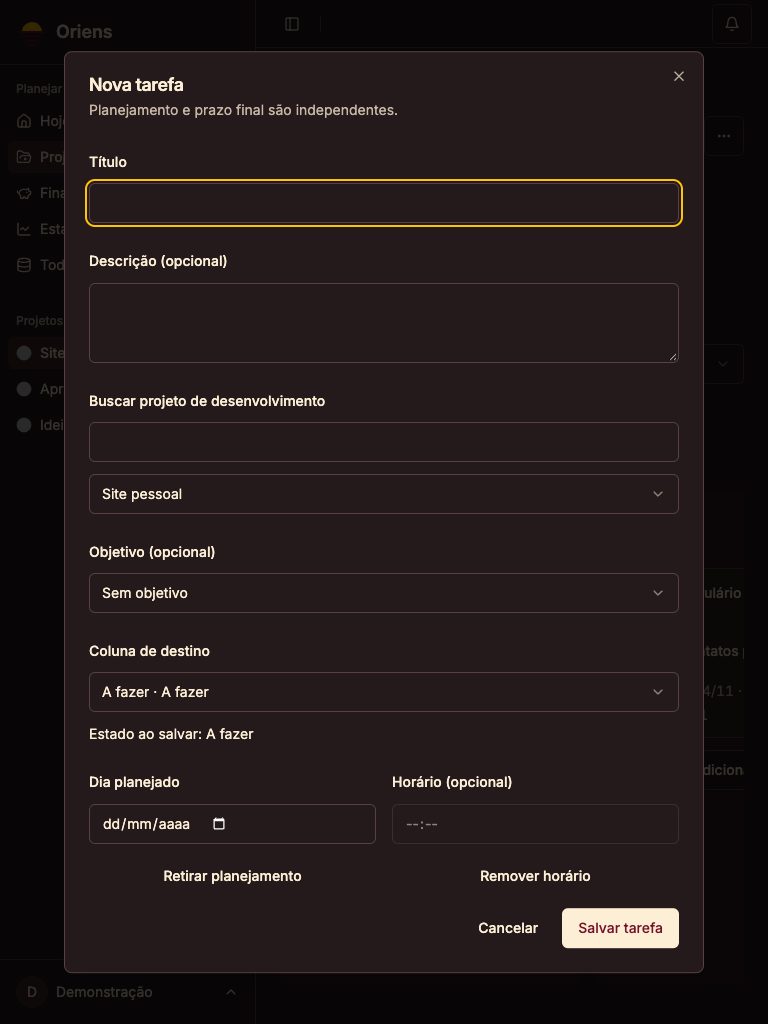 Oriens
Planejar
Nova tarefa
Planejamento e prazo final são independentes.
Título
Descrição (opcional)
Buscar projeto de desenvolvimento
Projetos
Site pessoal
Objetivo (opcional)
Sem objetivo
Coluna de destino
A fazer · A fazer
Estado ao salvar: A fazer
Dia planejado
Horário (opcional)
dd/mm/aaaa
--:--
Retirar planejamento
Remover horário
Cancelar
Salvar tarefa
D
Demonstração